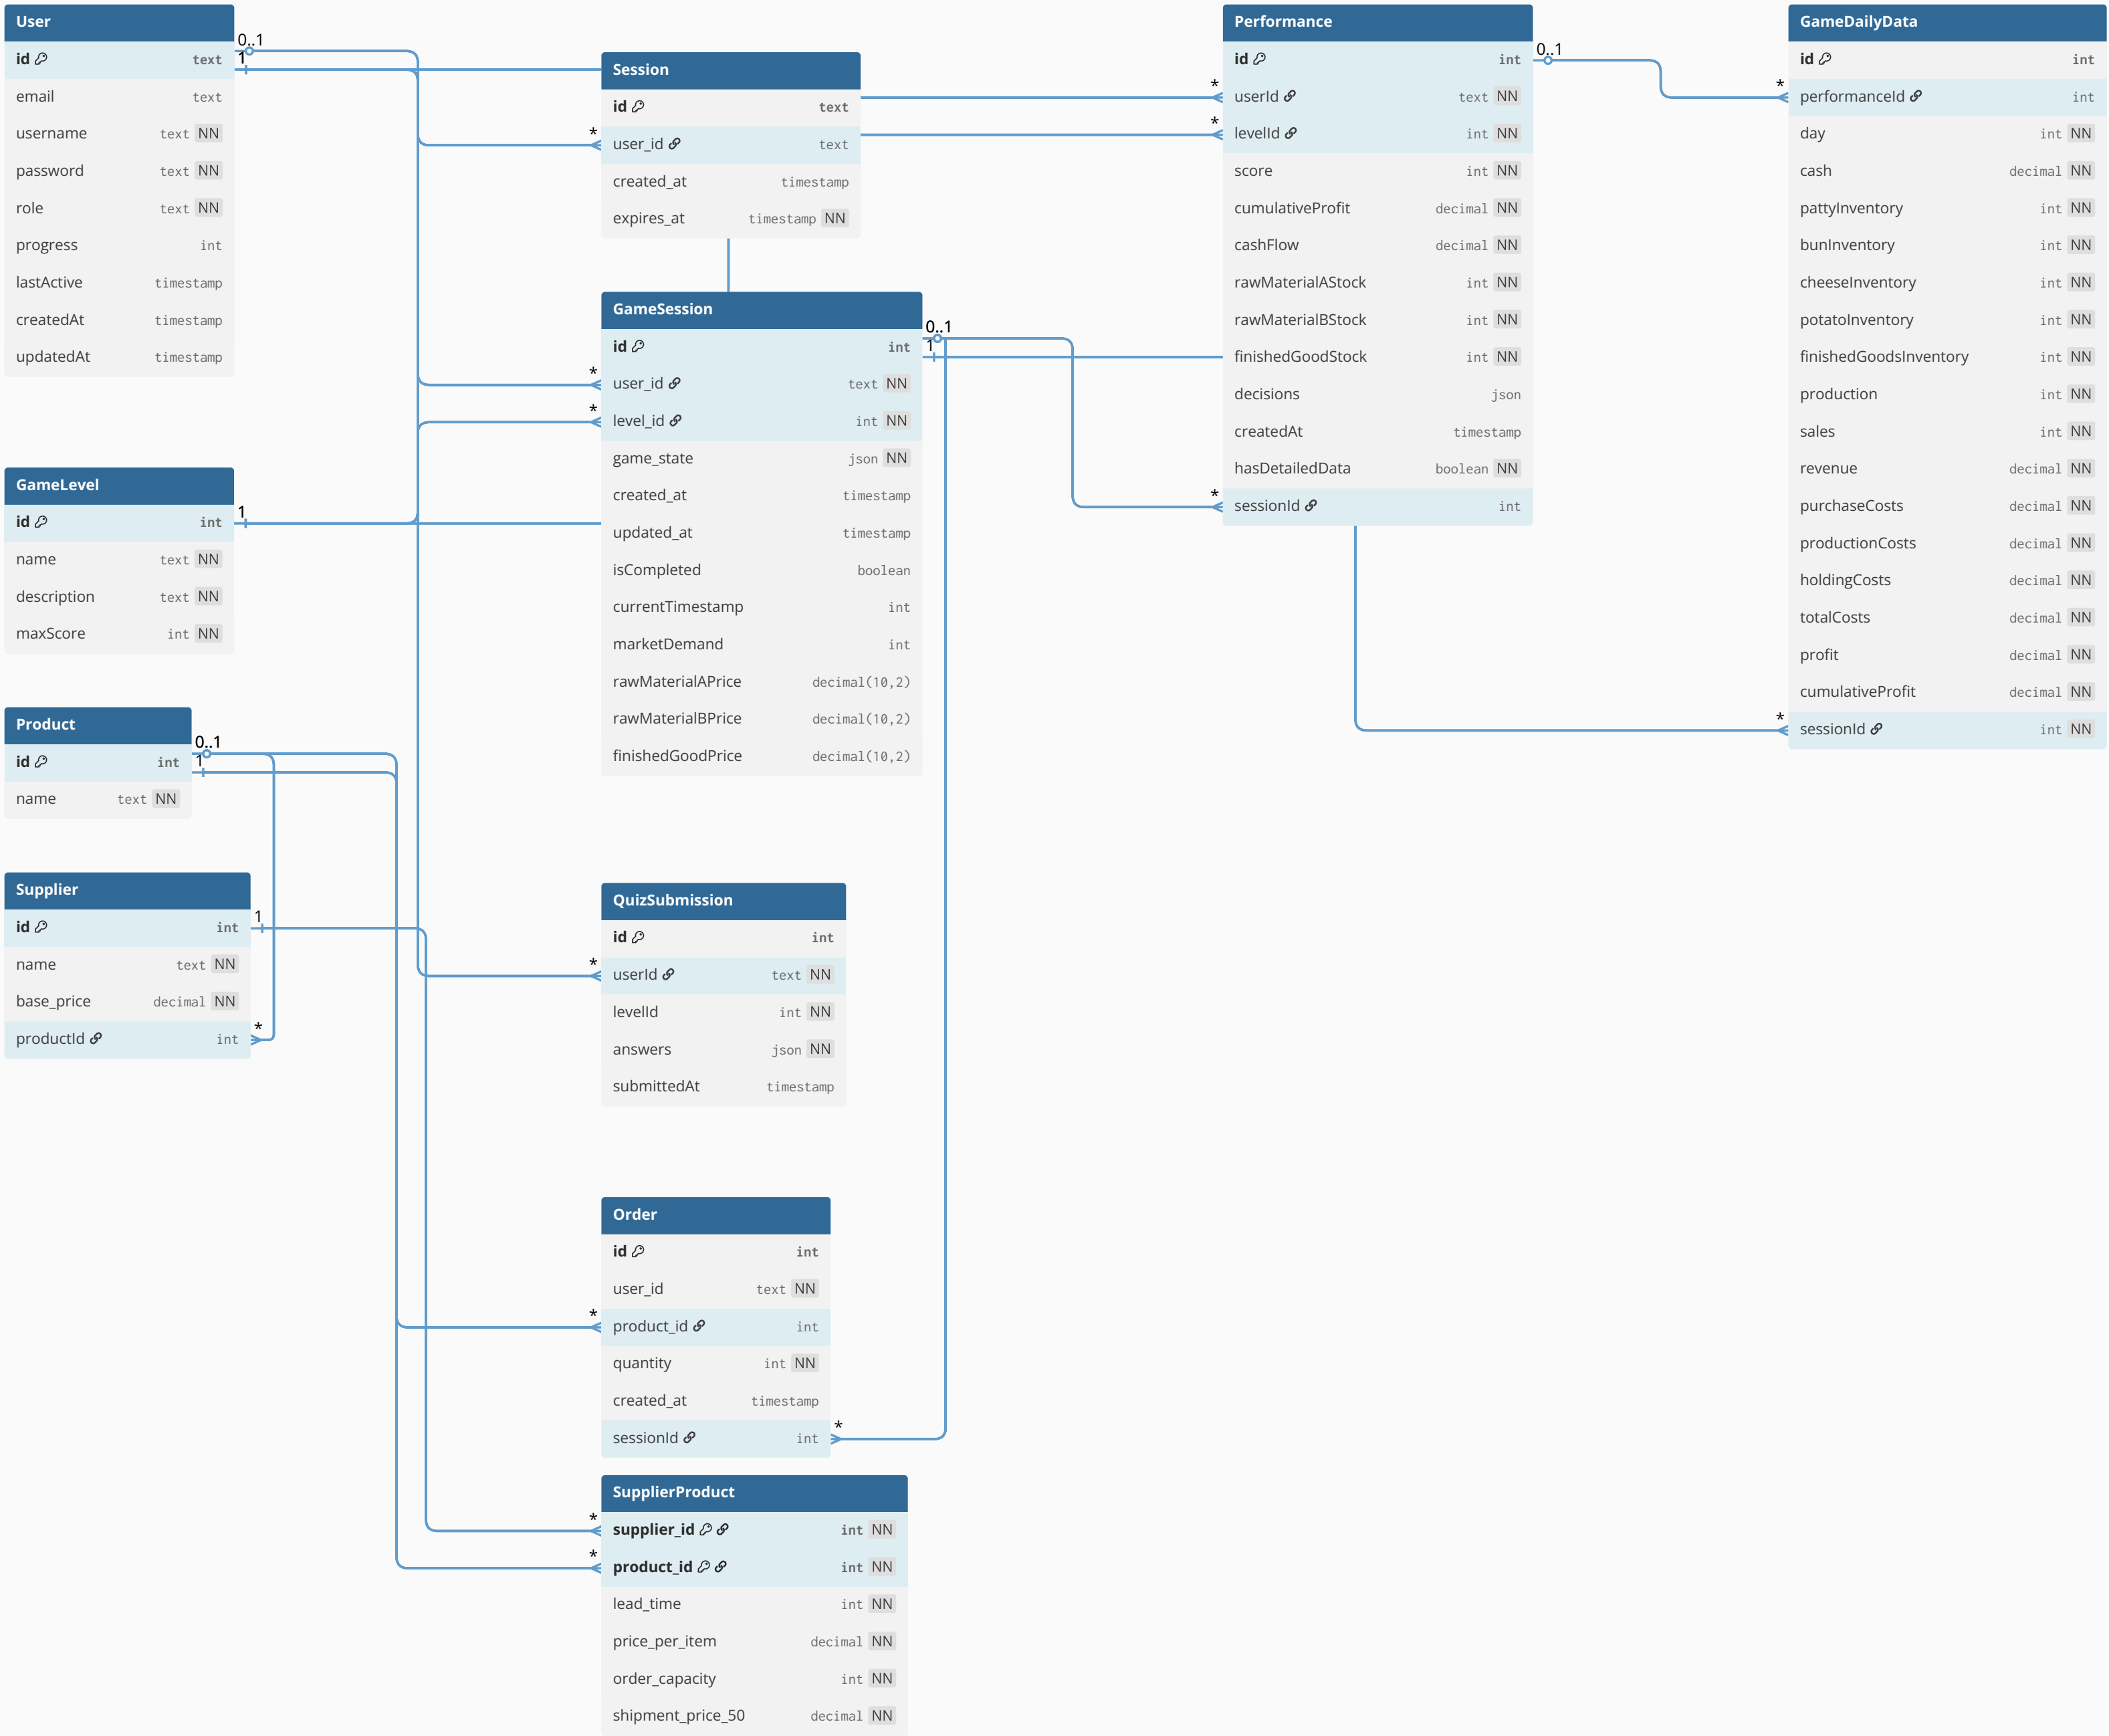 User
0..1
id text
1
email text
username text NN
password text NN
role text NN
progress int
lastActive timestamp
createdAt timestamp
updatedAt timestamp
GameLevel
id int
1
name text NN
description text NN
maxScore int NN
Product
0..1
id int
1
name text NN
Supplier
1
id int
name text NN
base_price decimal NN
*
productId int
Session
id text
*
user_id text
created_at timestamp
expires_at timestamp NN
GameSession
0..1
id int
1
*
user_id text NN
*
level_id int NN
game_state json NN
created_at timestamp
updated_at timestamp
isCompleted boolean
currentTimestamp int
marketDemand int
rawMaterialAPrice decimal(10,2)
rawMaterialBPrice decimal(10,2)
finishedGoodPrice decimal(10,2)
QuizSubmission
id int
*
userId text NN
levelId int NN
answers json NN
submittedAt timestamp
Order
id int
user_id text NN
*
product_id int
quantity int NN
created_at timestamp
*
sessionId int
SupplierProduct
*
supplier_id int NN
*
product_id int NN
lead_time int NN
price_per_item decimal NN
order_capacity int NN
shipment_price_50 decimal NN
Performance
0..1
id int
*
userId text NN
*
levelId int NN
score int NN
cumulativeProfit decimal NN
cashFlow decimal NN
rawMaterialAStock int NN
rawMaterialBStock int NN
finishedGoodStock int NN
decisions json
createdAt timestamp
hasDetailedData boolean NN
*
sessionId int
GameDailyData
id int
*
performanceId int
day int NN
cash decimal NN
pattyInventory int NN
bunInventory int NN
cheeseInventory int NN
potatoInventory int NN
finishedGoodsInventory int NN
production int NN
sales int NN
revenue decimal NN
purchaseCosts decimal NN
productionCosts decimal NN
holdingCosts decimal NN
totalCosts decimal NN
profit decimal NN
cumulativeProfit decimal NN
*
sessionId int NN